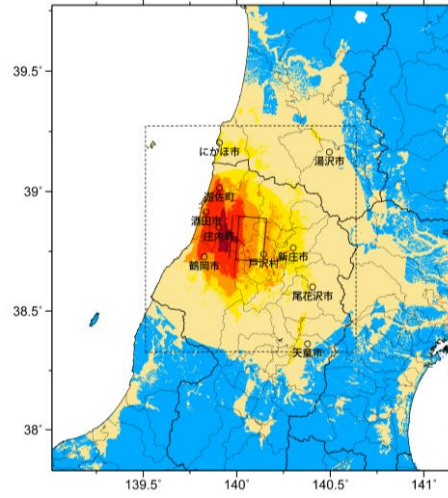 39.5°
にかほ市
湯沢市
39°
遊佐町
酒田市
庄内町
新庄市
戸沢村
鶴岡市
尾花沢市
38.5°
天童市
38°
139.5°
140°
140.5°
141°